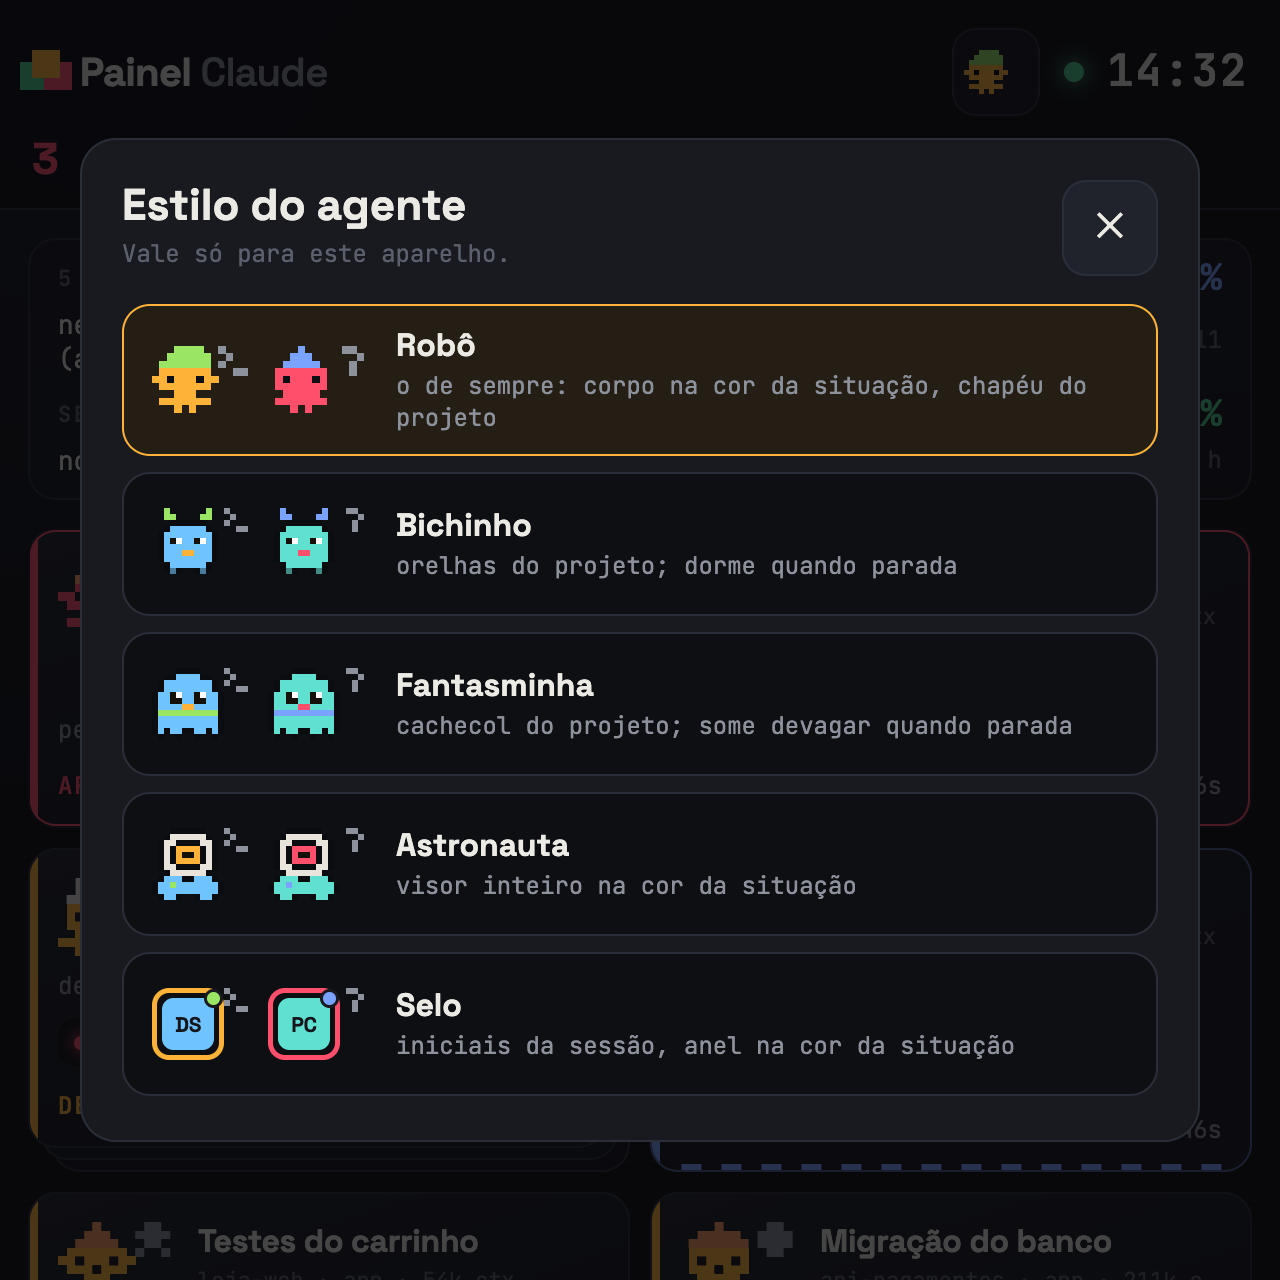 Painel Claude
14:32
3
Estilo do agente
Vale só para este aparelho.
5
%
11
%
h
Robô
o de sempre: corpo na cor da situação, chapéu do
projeto
Bichinho
orelhas do projeto; dorme quando parada
Fantasminha
cachecol do projeto; some devagar quando parada
Astronauta
visor inteiro na cor da situação
DS
PC
Selo
iniciais da sessão, anel na cor da situação
Testes do carrinho
Migração do banco